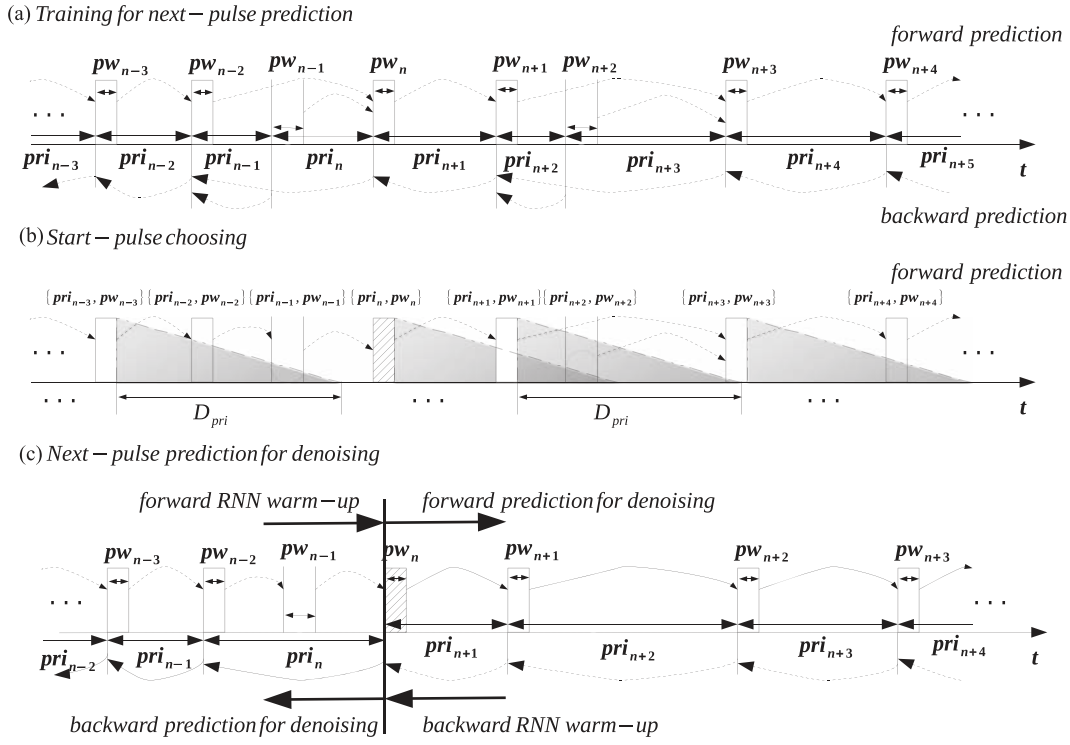 (a) Training for next−pulse prediction
forward prediction
pw_{n−3} pw_{n−2} pw_{n−1} pw_n pw_{n+1} pw_{n+2} pw_{n+3} pw_{n+4}
. . . . . .
pri_{n−3} pri_{n−2} pri_{n−1} pri_n pri_{n+1} pri_{n+2} pri_{n+3} pri_{n+4} pri_{n+5}
t
backward prediction
(b) Start−pulse choosing
forward prediction
{pri_{n−3}, pw_{n−3}} {pri_{n−2}, pw_{n−2}} {pri_{n−1}, pw_{n−1}} {pri_n, pw_n} {pri_{n+1}, pw_{n+1}} {pri_{n+2}, pw_{n+2}} {pri_{n+3}, pw_{n+3}} {pri_{n+4}, pw_{n+4}}
. . . . . .
. . . . . . . . . t
D_{pri} D_{pri}
(c) Next−pulse prediction for denoising
forward RNN warm−up forward prediction for denoising
pw_{n−3} pw_{n−2} pw_{n−1} pw_n pw_{n+1} pw_{n+2} pw_{n+3}
. . . . . .
pri_{n−2} pri_{n−1} pri_n pri_{n+1} pri_{n+2} pri_{n+3} pri_{n+4}
t
backward prediction for denoising backward RNN warm−up